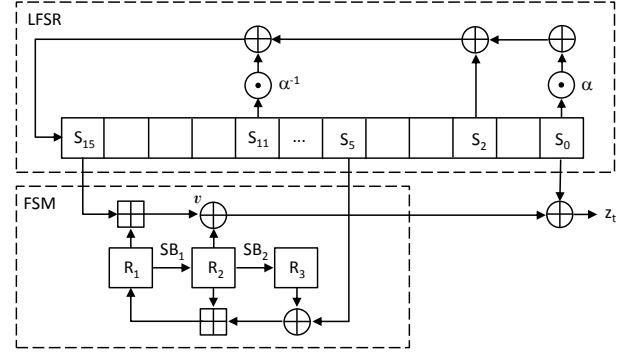 LFSR
α⁻¹ α
S₁₅ S₁₁ ... S₅ S₂ S₀
FSM
v
z_t
SB₁ SB₂
R₁ R₂ R₃